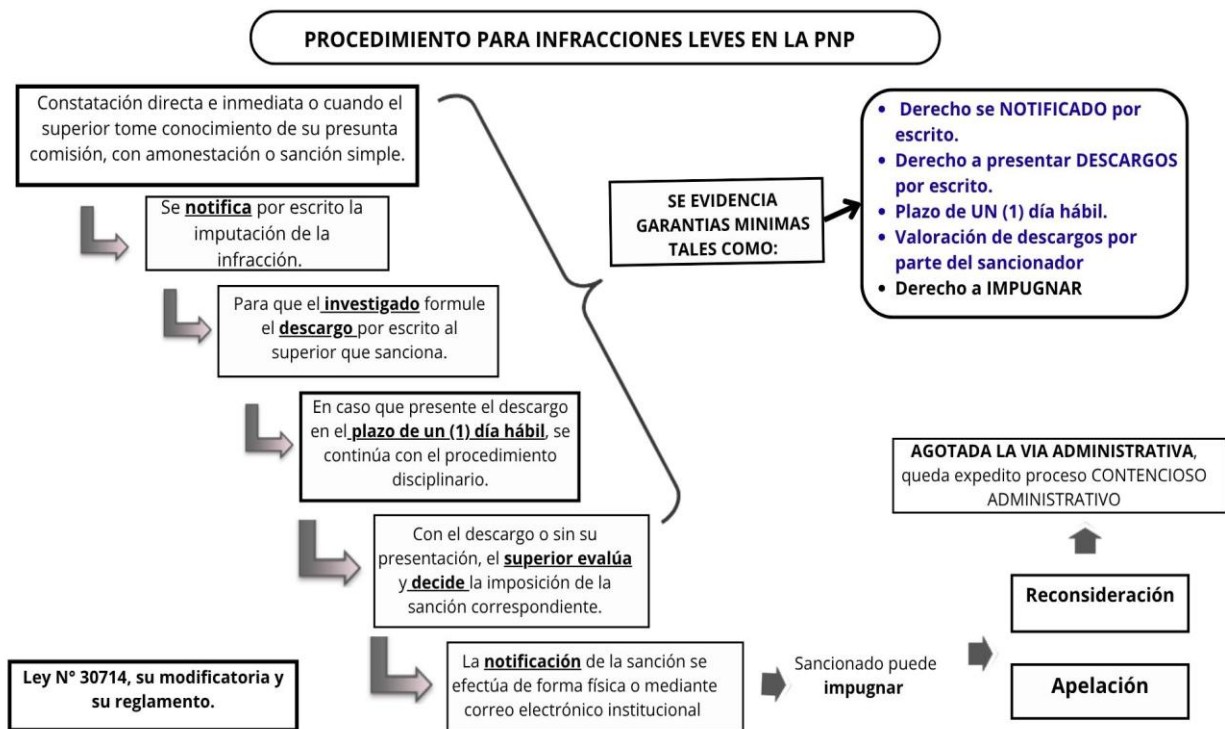 PROCEDIMIENTO PARA INFRACCIONES LEVES EN LA PNP
Constatación directa e inmediata o cuando el
superior tome conocimiento de su presunta
comisión, con amonestación o sanción simple.
Se notifica por escrito la
imputación de la
infracción.
Para que el investigado formule
el descargo por escrito al
superior que sanciona.
En caso que presente el descargo
en el plazo de un (1) día hábil, se
continúa con el procedimiento
disciplinario.
Con el descargo o sin su
presentación, el superior evalúa
y decide la imposición de la
sanción correspondiente.
La notificación de la sanción se
efectúa de forma física o mediante
correo electrónico institucional
Sancionado puede
impugnar
Reconsideración
Apelación
AGOTADA LA VIA ADMINISTRATIVA,
queda expedito proceso CONTENCIOSO
ADMINISTRATIVO
SE EVIDENCIA
GARANTIAS MINIMAS
TALES COMO:
• Derecho se NOTIFICADO por
escrito.
• Derecho a presentar DESCARGOS
por escrito.
• Plazo de UN (1) día hábil.
• Valoración de descargos por
parte del sancionador
• Derecho a IMPUGNAR
Ley N° 30714, su modificatoria y
su reglamento.